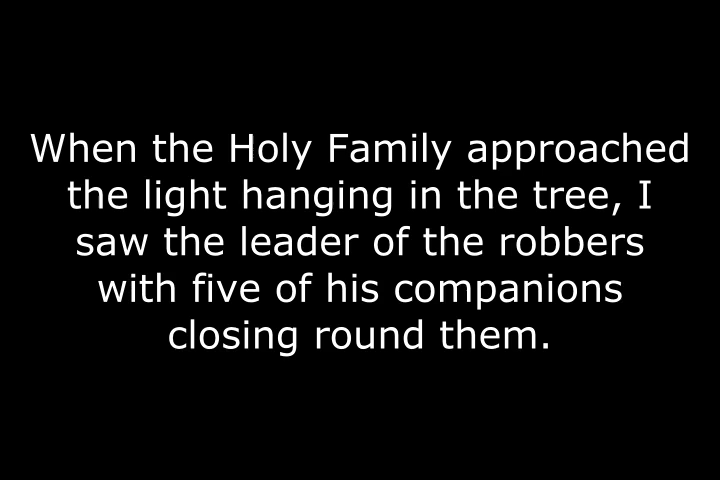 When the Holy Family approached
the light hanging in the tree, I
saw the leader of the robbers
with five of his companions
closing round them.